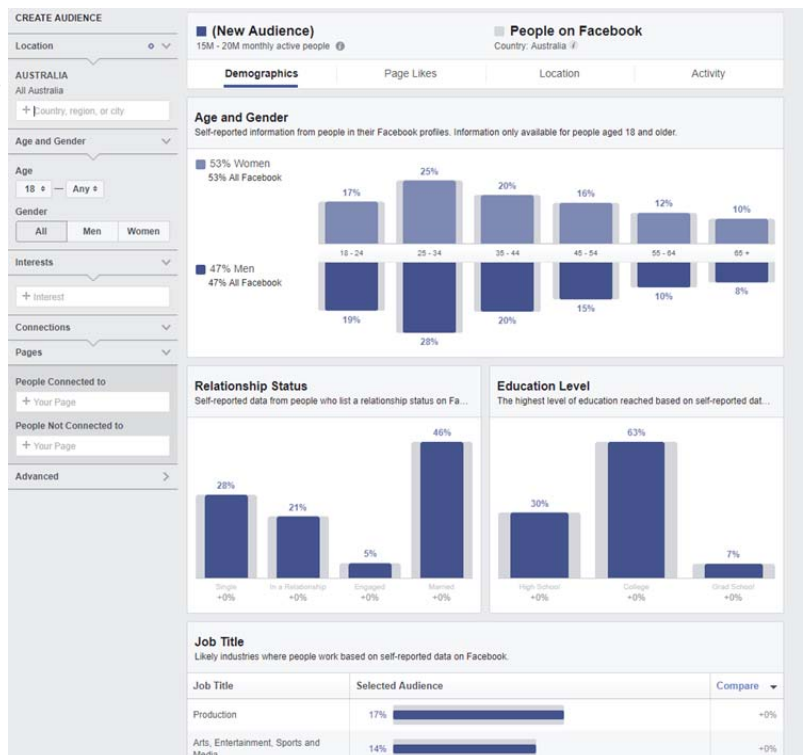 CREATE AUDIENCE
Location
AUSTRALIA
All Australia
+ Country, region, or city
Age and Gender
Age
18 — Any
Gender
All Men Women
Interests
+ Interest
Connections
Pages
People Connected to
+ Your Page
People Not Connected to
+ Your Page
Advanced
(New Audience)
15M - 20M monthly active people
People on Facebook
Country: Australia
Demographics Page Likes Location Activity
Age and Gender
Self-reported information from people in their Facebook profiles. Information only available for people aged 18 and older.
53% Women
53% All Facebook
17% 25% 20% 16% 12% 10%
18 - 24 25 - 34 35 - 44 45 - 54 55 - 64 65 +
47% Men
47% All Facebook
19% 28% 20% 15% 10% 8%
Relationship Status
Self-reported data from people who list a relationship status on Fa...
28% 21% 5% 46%
Single In a Relationship Engaged Married
+0% +0% +0% +0%
Education Level
The highest level of education reached based on self-reported dat...
30% 63% 7%
High School College Grad School
+0% +0% +0%
Job Title
Likely industries where people work based on self-reported data on Facebook.
Job Title Selected Audience Compare
Production 17% +0%
Arts, Entertainment, Sports and
Media 14% +0%